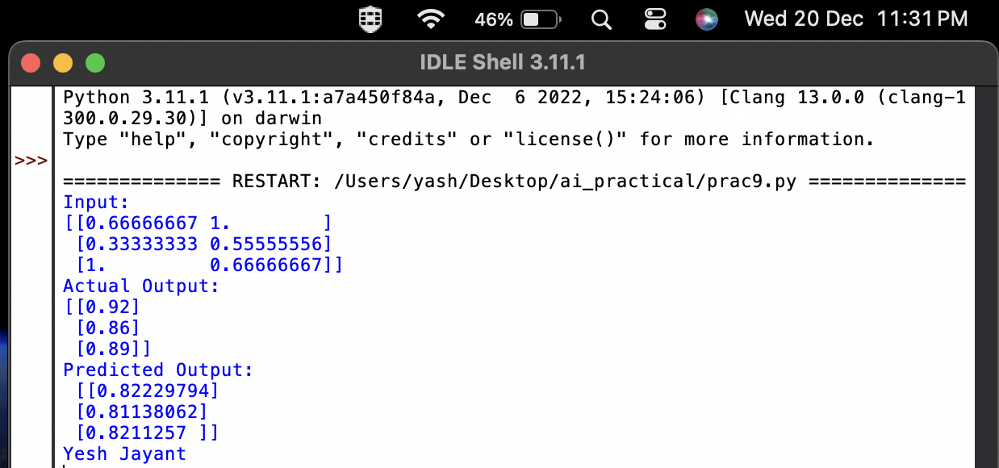 46% Wed 20 Dec 11:31 PM
IDLE Shell 3.11.1
Python 3.11.1 (v3.11.1:a7a450f84a, Dec  6 2022, 15:24:06) [Clang 13.0.0 (clang-1
300.0.29.30)] on darwin
Type "help", "copyright", "credits" or "license()" for more information.
>>>
============== RESTART: /Users/yash/Desktop/ai_practical/prac9.py ==============
Input:
[[0.66666667 1.        ]
 [0.33333333 0.55555556]
 [1.         0.66666667]]
Actual Output:
[[0.92]
 [0.86]
 [0.89]]
Predicted Output:
 [[0.82229794]
 [0.81138062]
 [0.8211257 ]]
Yesh Jayant